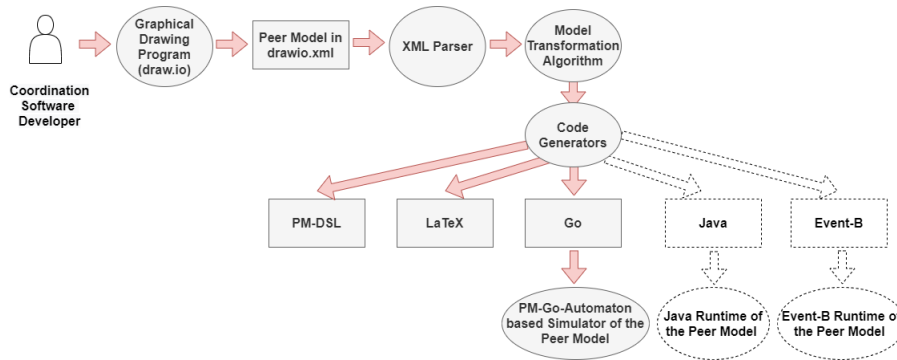 Graphical
Drawing
Program
(draw.io)
Peer Model in
drawio.xml
XML Parser
Model
Transformation
Algorithm
Coordination
Software
Developer
Code
Generators
PM-DSL
LaTeX
Go
Java
Event-B
PM-Go-Automaton
based Simulator of the
Peer Model
Java Runtime of
the Peer Model
Event-B Runtime of
the Peer Model